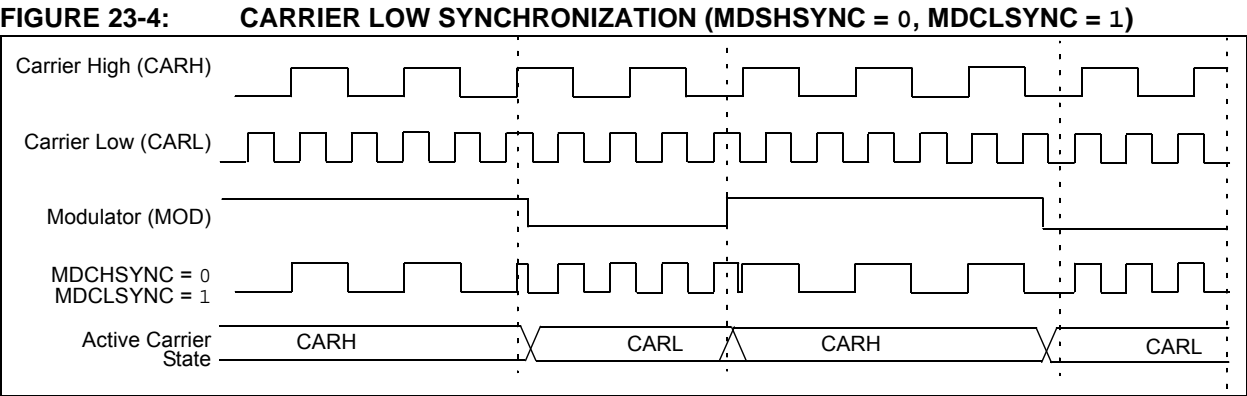 FIGURE 23-4: CARRIER LOW SYNCHRONIZATION (MDSHSYNC = 0, MDCLSYNC = 1)
Carrier High (CARH)
Carrier Low (CARL)
Modulator (MOD)
MDCHSYNC = 0
MDCLSYNC = 1
Active Carrier
State
CARH
CARL
CARH
CARL